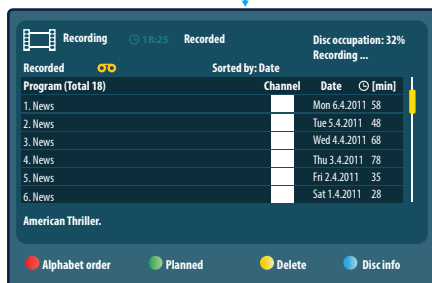 Recording 18:25 Recorded Disc occupation: 32%
Recording ...
Recorded Sorted by: Date
Program (Total 18) Channel Date [min]
1. News Mon 6.4.2011 58
2. News Tue 5.4.2011 48
3. News Wed 4.4.2011 68
4. News Thu 3.4.2011 78
5. News Fri 2.4.2011 35
6. News Sat 1.4.2011 28
American Thriller.
Alphabet order Planned Delete Disc info